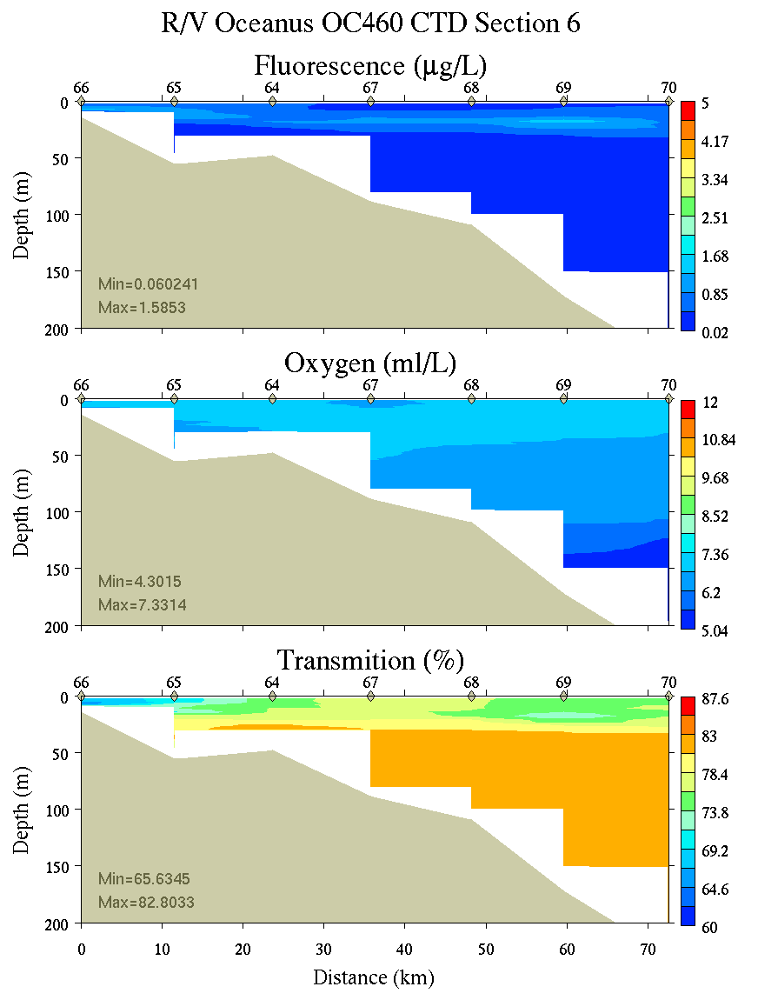 R/V Oceanus OC460 CTD Section 6
Fluorescence (µg/L)
66 65 64 67 68 69 70
0
50
100
150
200
Depth (m)
Min=0.060241
Max=1.5853
5
4.17
3.34
2.51
1.68
0.85
0.02
Oxygen (ml/L)
66 65 64 67 68 69 70
0
50
100
150
200
Depth (m)
Min=4.3015
Max=7.3314
12
10.84
9.68
8.52
7.36
6.2
5.04
Transmition (%)
66 65 64 67 68 69 70
0
50
100
150
200
Depth (m)
Min=65.6345
Max=82.8033
87.6
83
78.4
73.8
69.2
64.6
60
0 10 20 30 40 50 60 70
Distance (km)